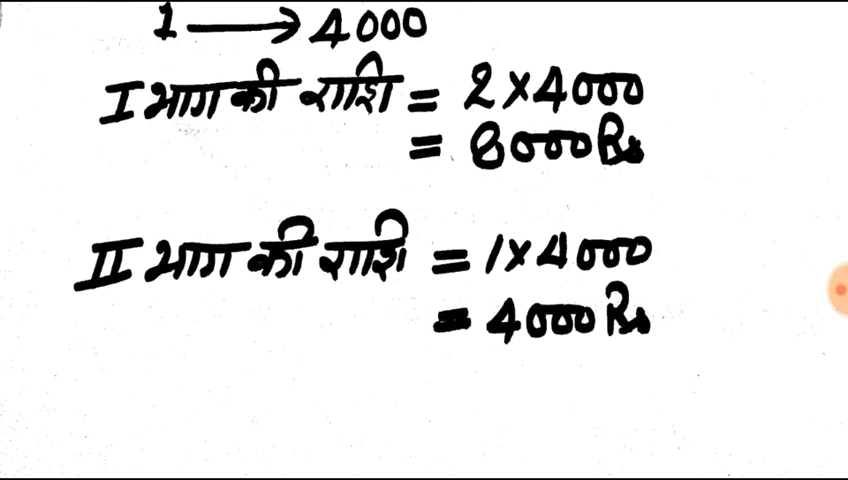 1 → 4000
I भाग की राशि = 2 × 4000
= 8000 Rs
II भाग की राशि = 1 × 4000
= 4000 Rs